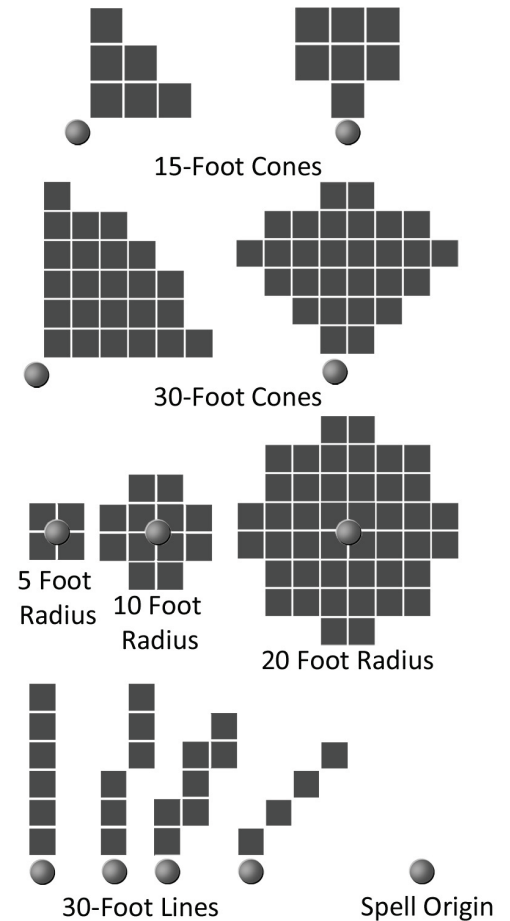 15-Foot Cones
30-Foot Cones
5 Foot
Radius
10 Foot
Radius
20 Foot Radius
30-Foot Lines
Spell Origin